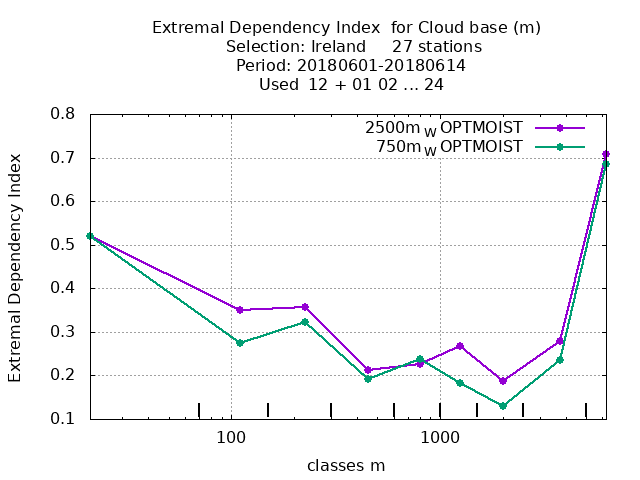 Extremal Dependency Index  for Cloud base (m)
Selection: Ireland     27 stations
Period: 20180601-20180614
Used  12 + 01 02 ... 24
2500m W OPTMOIST
750m W OPTMOIST
Extremal Dependency Index
0.8
0.7
0.6
0.5
0.4
0.3
0.2
0.1
100 1000
classes m